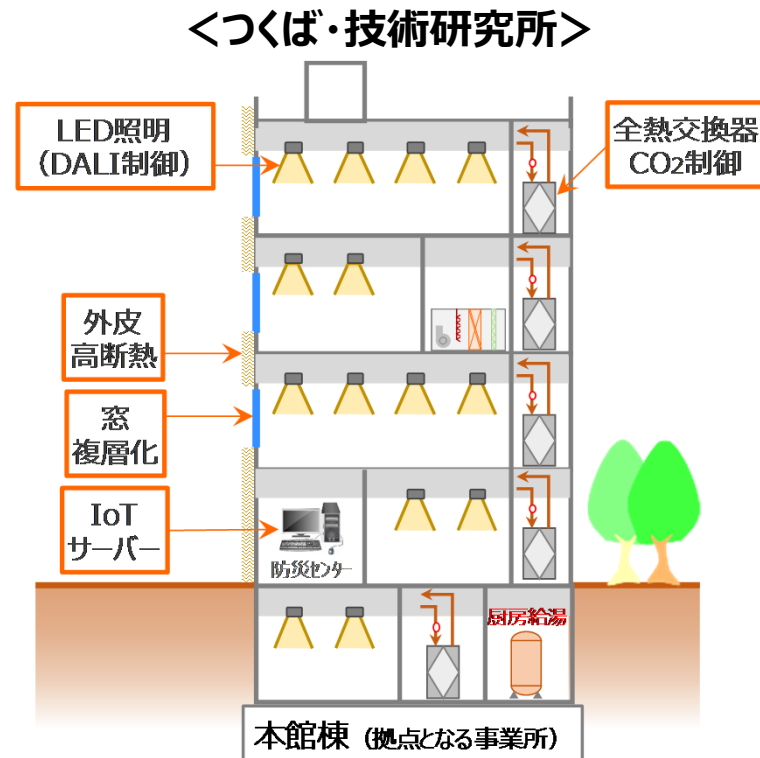 ＜つくば・技術研究所＞
LED照明
（DALI制御）
全熱交換器
CO2制御
外皮
高断熱
窓
複層化
IoT
サーバー
防災センター
厨房給湯
本館棟（拠点となる事業所）